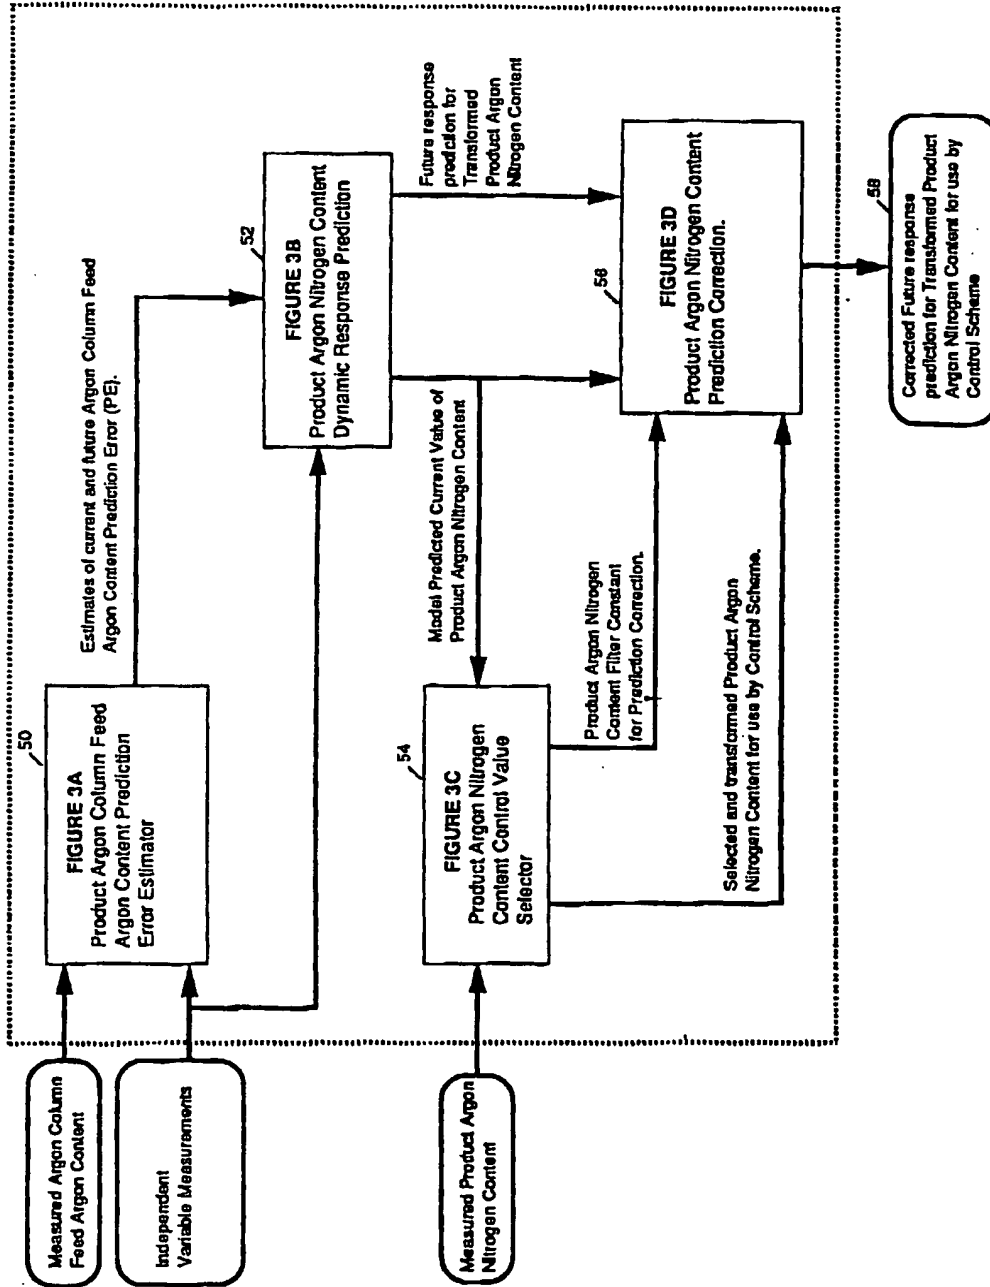 Measured Argon Column
Feed Argon Content
Independent
Variable Measurements
Measured Product Argon
Nitrogen Content
50
FIGURE 3A
Product Argon Column Feed
Argon Content Prediction
Error Estimator
Estimates of current and future Argon Column Feed
Argon Content Prediction Error (PE).
52
FIGURE 3B
Product Argon Nitrogen Content
Dynamic Response Prediction
Model Predicted Current Value of
Product Argon Nitrogen Content
Future response
prediction for
Transformed
Product Argon
Nitrogen Content
54
FIGURE 3C
Product Argon Nitrogen
Content Control Value
Selector
Product Argon Nitrogen
Content Filter Constant
for Prediction Correction.
Selected and transformed Product Argon
Nitrogen Content for use by Control Scheme.
56
FIGURE 3D
Product Argon Nitrogen Content
Prediction Correction.
58
Corrected Future response
prediction for Transformed Product
Argon Nitrogen Content for use by
Control Scheme